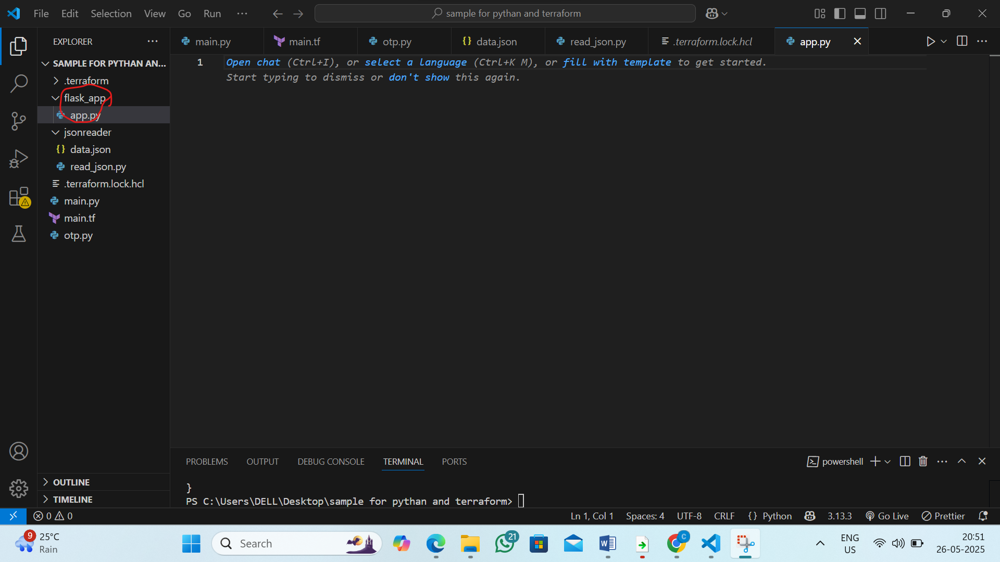 File Edit Selection View Go Run ...
sample for pythan and terraform
EXPLORER
main.py
main.tf
otp.py
{} data.json
read_json.py
.terraform.lock.hcl
app.py
SAMPLE FOR PYTHAN AN...
.terraform
flask_app
app.py
jsonreader
{} data.json
read_json.py
.terraform.lock.hcl
main.py
main.tf
otp.py
OUTLINE
TIMELINE
1 Open chat (Ctrl+I), or select a language (Ctrl+K M), or fill with template to get started.
Start typing to dismiss or don't show this again.
PROBLEMS OUTPUT DEBUG CONSOLE TERMINAL PORTS
powershell
}
PS C:\Users\DELL\Desktop\sample for pythan and terraform>
0 0
Ln 1, Col 1 Spaces: 4 UTF-8 CRLF {} Python 3.13.3 Go Live Prettier
9
25°C
Rain
Search
21
C
ENG
US
20:51
26-05-2025